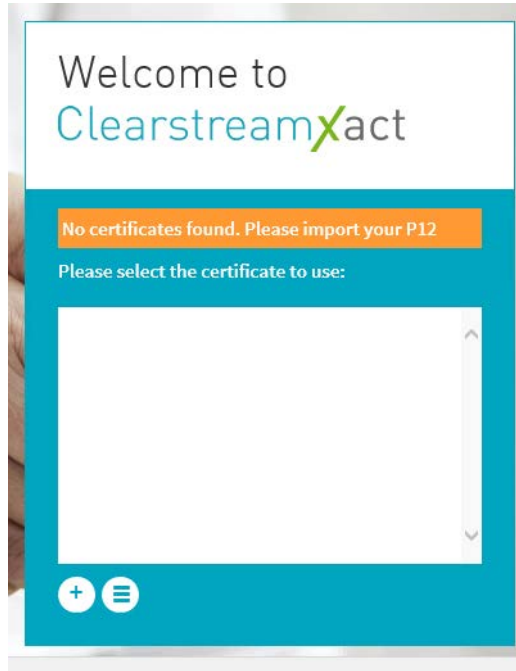 Welcome to
ClearstreamXact
No certificates found. Please import your P12
Please select the certificate to use:
+